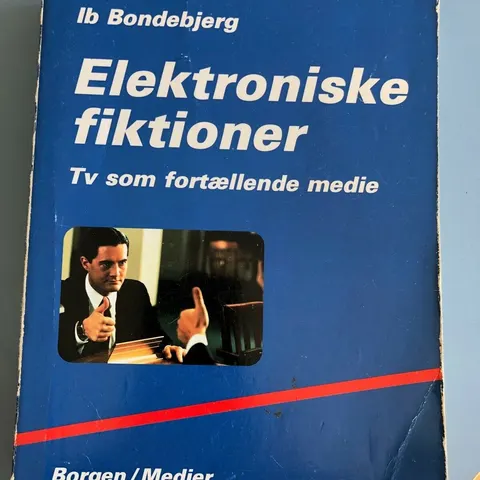 Ib Bondebjerg
Elektroniske
fiktioner
Tv som fortællende medie
Borgen/Medier